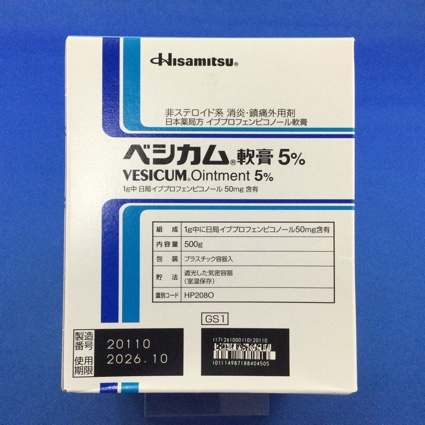 Hisamitsu®
非ステロイド系 消炎・鎮痛外用剤
日本薬局方 イブプロフェンピコノール軟膏
ベシカム®軟膏 5%
VESICUM®Ointment 5%
1g中 日局イブプロフェンピコノール 50mg 含有
組成 1g中に日局イブプロフェンピコノール50mg含有
内容量 500g
包装 プラスチック容器入
貯法 遮光した気密容器
(室温保存)
識別コード HP208O
GS1
製造番号 20110
使用期限 2026.10